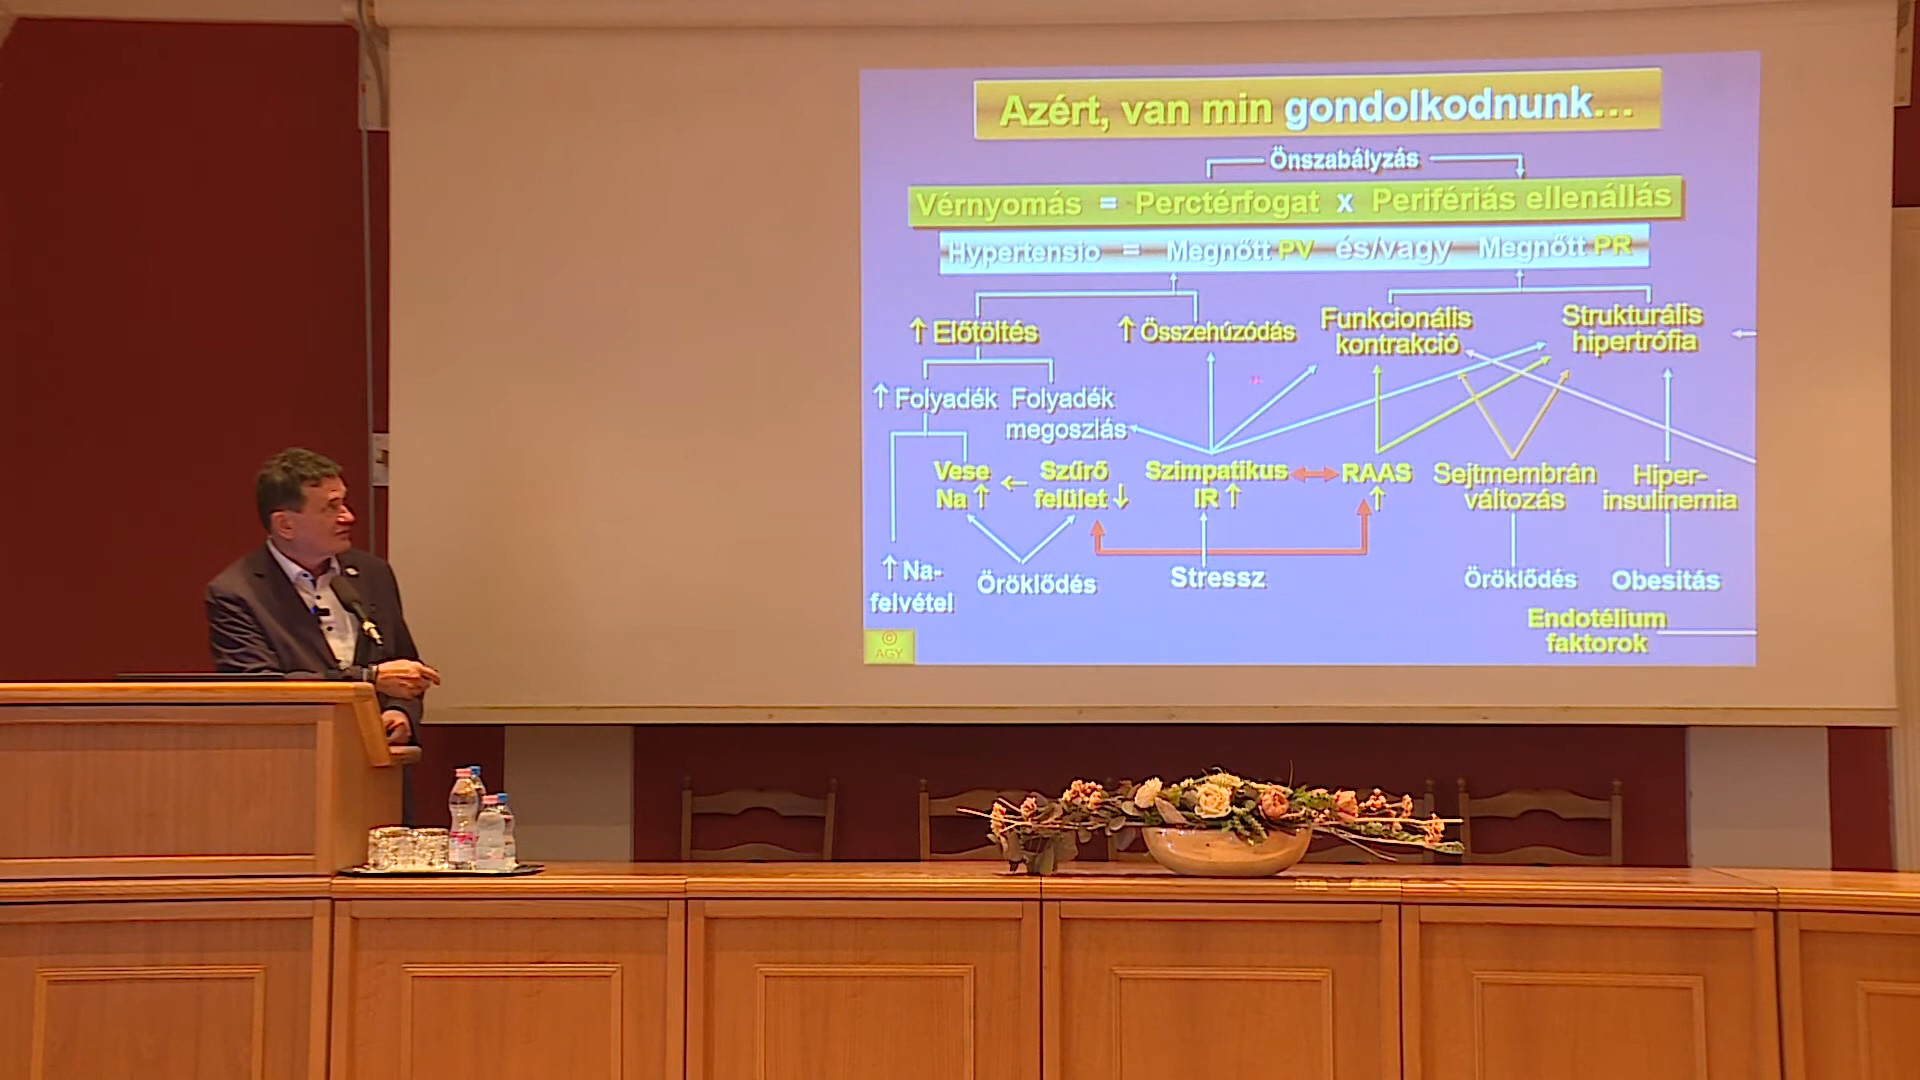 Azért, van min gondolkodnunk…
Önszabályzás
Vérnyomás = Perctérfogat x Perifériás ellenállás
Hypertensio = Megnőtt PV és/vagy Megnőtt PR
↑ Előtöltés
↑ Összehúzódás
Funkcionális
kontrakció
Strukturális
hipertrófia
↑ Folyadék
Folyadék
megoszlás
Vese
Na ↑
Szűrő
felület ↓
Szimpatikus
IR ↑
RAAS
↑
Sejtmembrán
változás
Hiper-
insulinemia
↑ Na-
felvétel
Öröklődés
Stressz
Öröklődés
Obesitás
Endotélium
faktorok
©
AGY